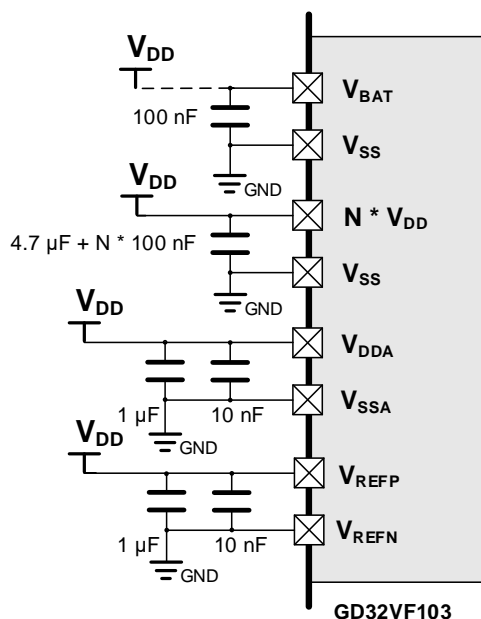 VDD
VBAT
100 nF
VSS
GND
VDD
N * VDD
4.7 µF + N * 100 nF
VSS
GND
VDD
VDDA
VSSA
1 µF
10 nF
GND
VDD
VREFP
VREFN
1 µF
10 nF
GND
GD32VF103